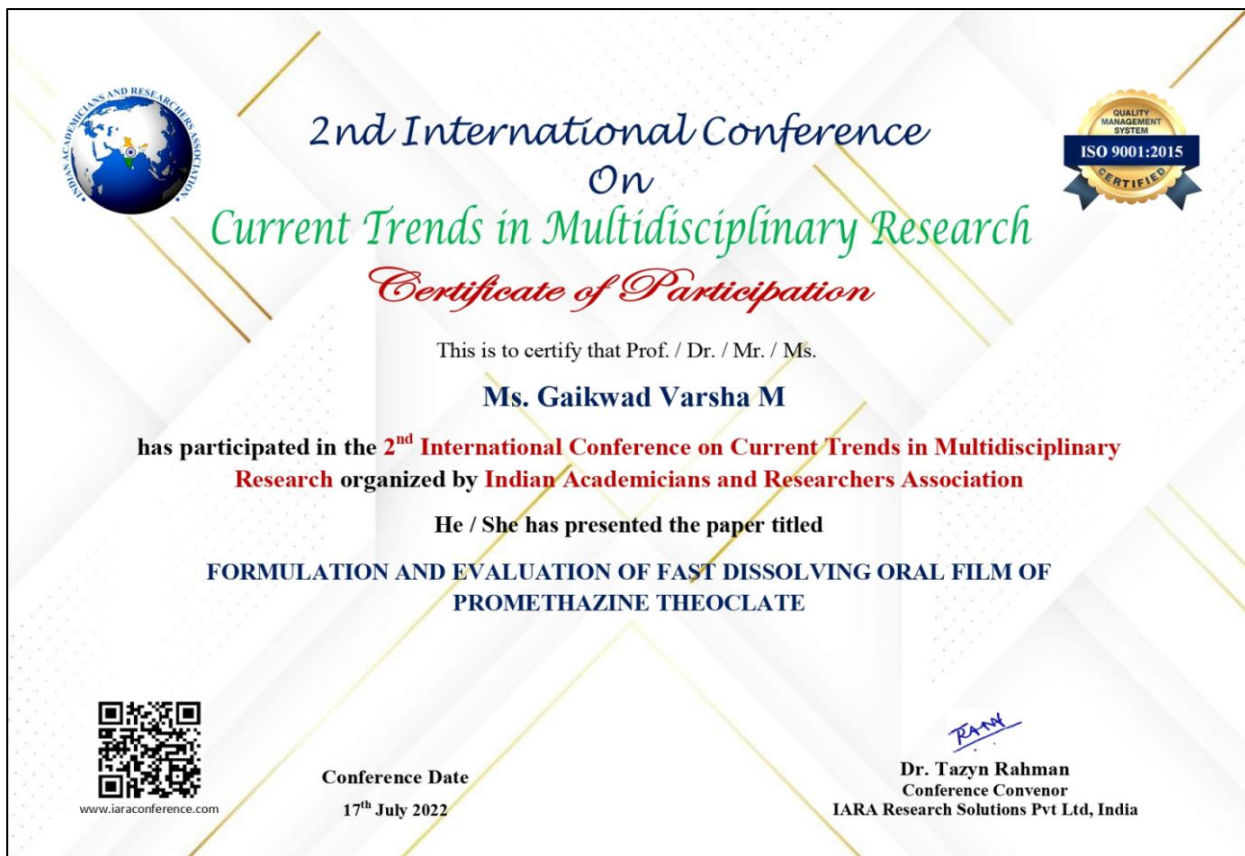 INDIAN ACADEMICIANS AND RESEARCHERS ASSOCIATION
QUALITY
MANAGEMENT
SYSTEM
ISO 9001:2015
CERTIFIED
2nd International Conference
On
Current Trends in Multidisciplinary Research
Certificate of Participation
This is to certify that Prof. / Dr. / Mr. / Ms.
Ms. Gaikwad Varsha M
has participated in the 2nd International Conference on Current Trends in Multidisciplinary
Research organized by Indian Academicians and Researchers Association
He / She has presented the paper titled
FORMULATION AND EVALUATION OF FAST DISSOLVING ORAL FILM OF
PROMETHAZINE THEOCLATE
www.iaraconference.com
Conference Date
17th July 2022
Dr. Tazyn Rahman
Conference Convenor
IARA Research Solutions Pvt Ltd, India